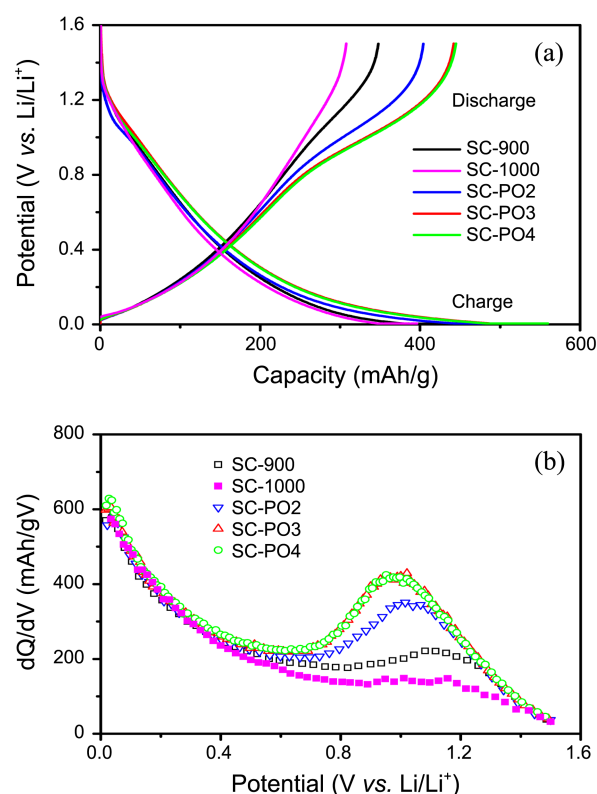 1.6
1.2
0.8
0.4
0.0
Potential (V vs. Li/Li⁺)
(a)
Discharge
SC-900
SC-1000
SC-PO2
SC-PO3
SC-PO4
Charge
0 200 400 600
Capacity (mAh/g)
800
600
400
200
0
dQ/dV (mAh/gV)
(b)
SC-900
SC-1000
SC-PO2
SC-PO3
SC-PO4
0.0 0.4 0.8 1.2 1.6
Potential (V vs. Li/Li⁺)